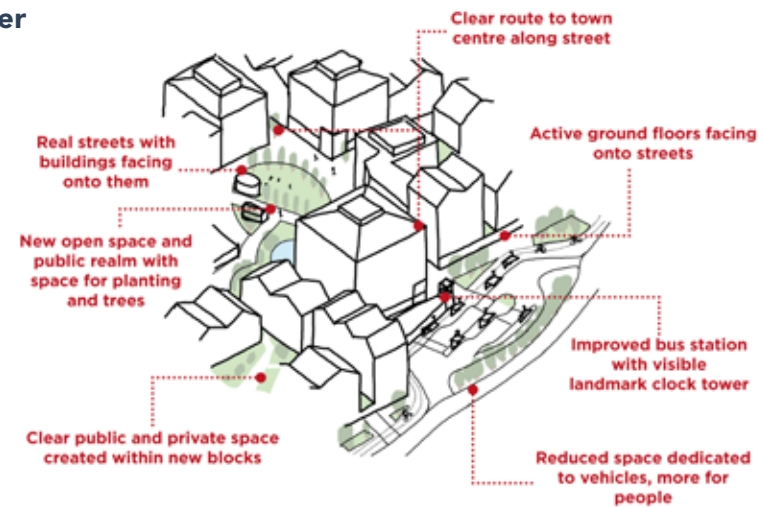 er
Clear route to town
centre along street
Real streets with
buildings facing
onto them
Active ground floors facing
onto streets
New open space and
public realm with
space for planting
and trees
Improved bus station
with visible
landmark clock tower
Clear public and private space
created within new blocks
Reduced space dedicated
to vehicles, more for
people